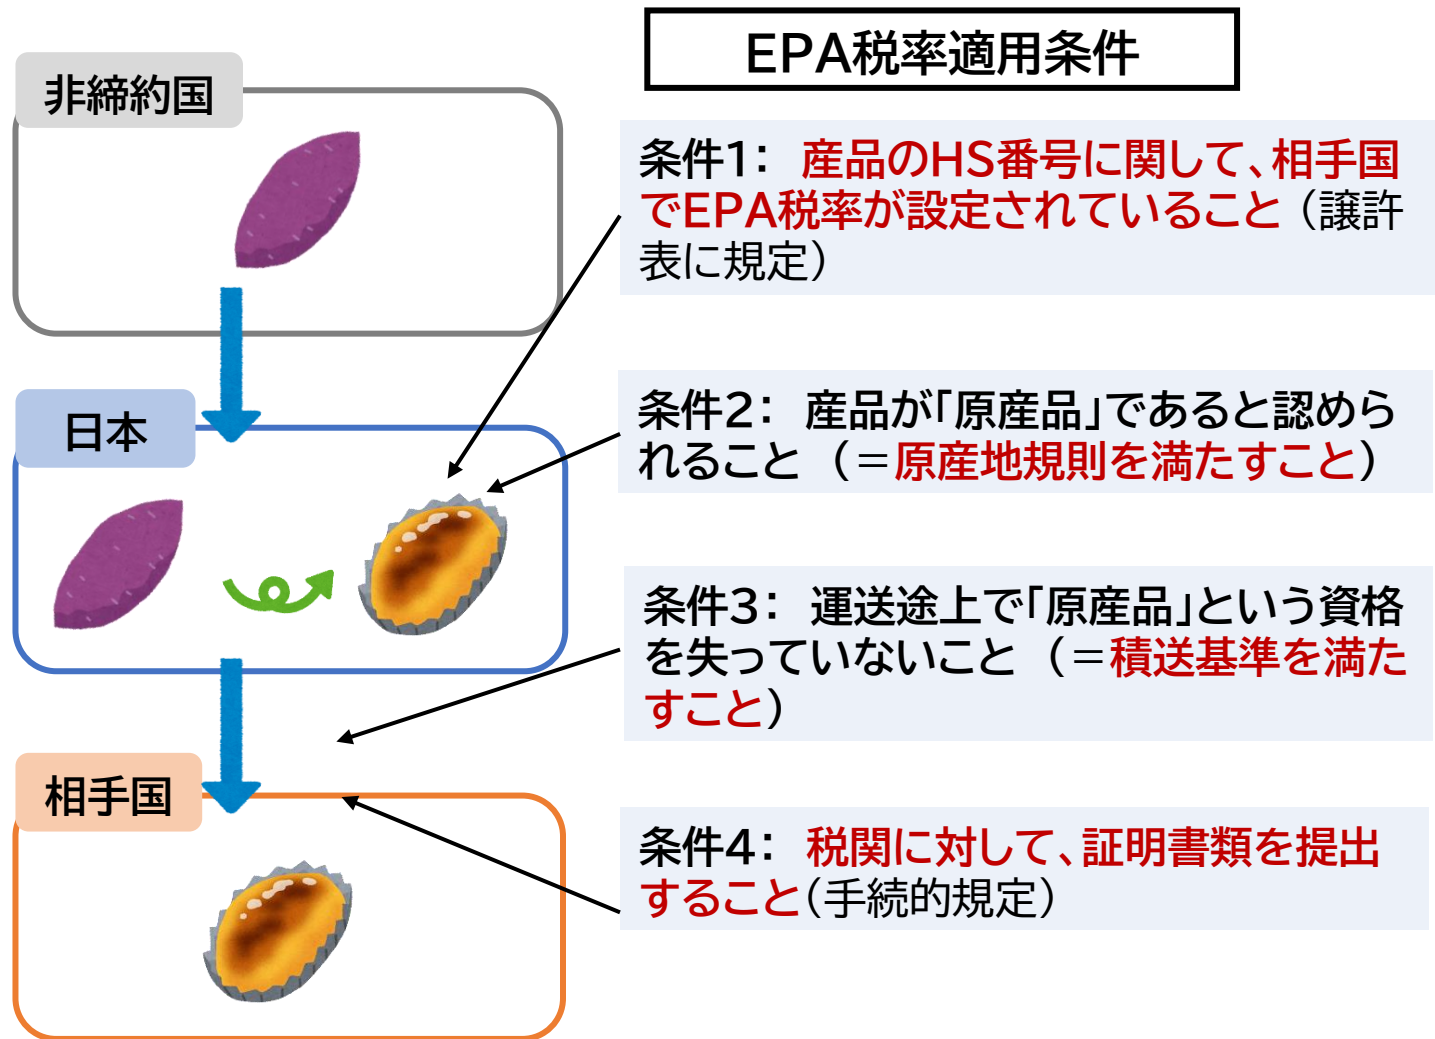 EPA税率適用条件
非締約国
条件1： 産品のHS番号に関して、相手国
でEPA税率が設定されていること（譲許
表に規定）
日本
条件2： 産品が「原産品」であると認めら
れること （＝原産地規則を満たすこと）
条件3： 運送途上で「原産品」という資格
を失っていないこと （＝積送基準を満た
すこと）
相手国
条件4： 税関に対して、証明書類を提出
すること（手続的規定）